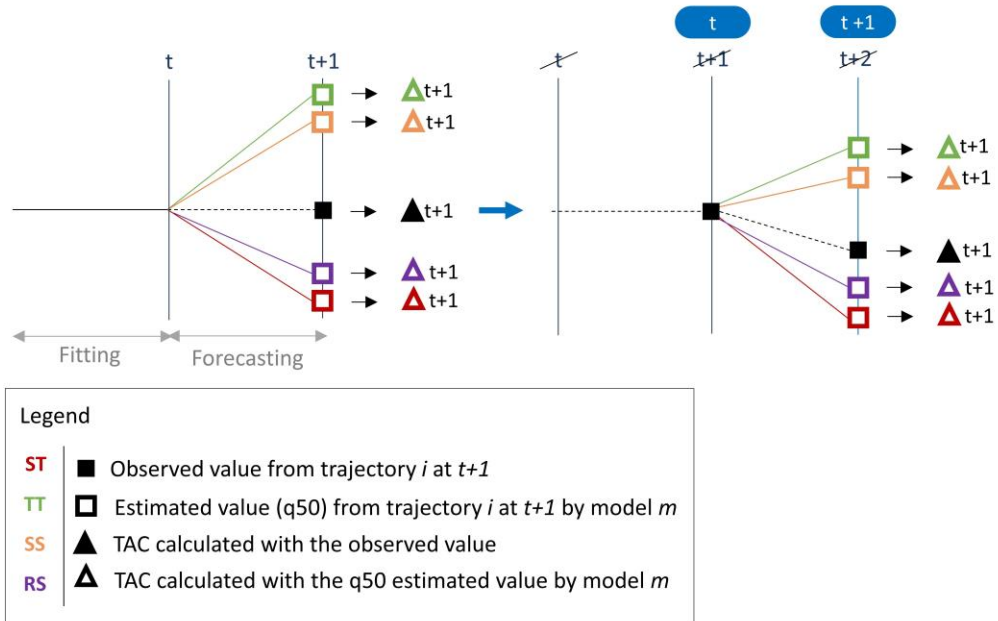 t
t +1
t
t+1
t
t+1
t+2
t+1
t+1
t+1
t+1
t+1
t+1
t+1
t+1
t+1
t+1
Fitting
Forecasting
Legend
ST
Observed value from trajectory i at t+1
TT
Estimated value (q50) from trajectory i at t+1 by model m
SS
TAC calculated with the observed value
RS
TAC calculated with the q50 estimated value by model m